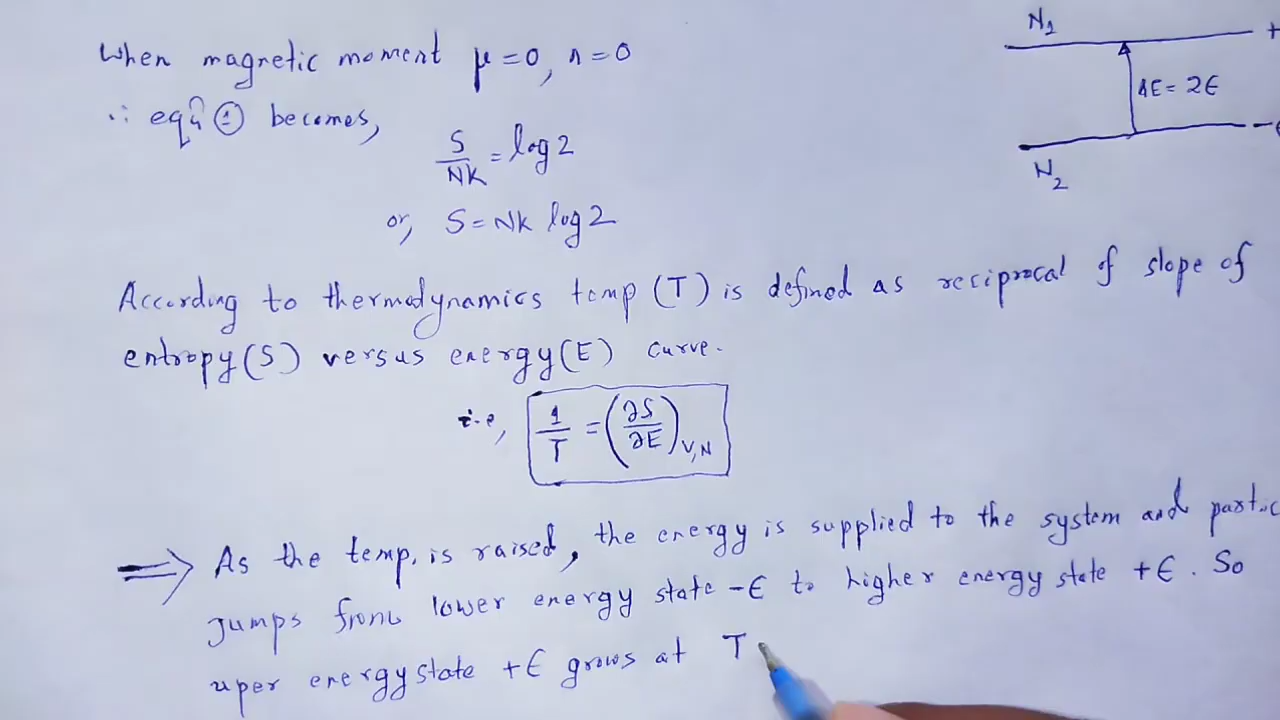 When magnetic moment μ = 0, n = 0
∴ eqn ① becomes,
S/NK = log 2
or, S = NK log 2
N1
+
ΔE = 2ϵ
–ϵ
N2
According to thermodynamics temp (T) is defined as reciprocal of slope of
entropy (S) versus energy (E) curve.
i.e, 1/T = (∂S/∂E)V,N
⇒ As the temp. is raised, the energy is supplied to the system and partic
Jumps from lower energy state -ϵ to higher energy state +ϵ. So
uper energy state +ϵ grows at T